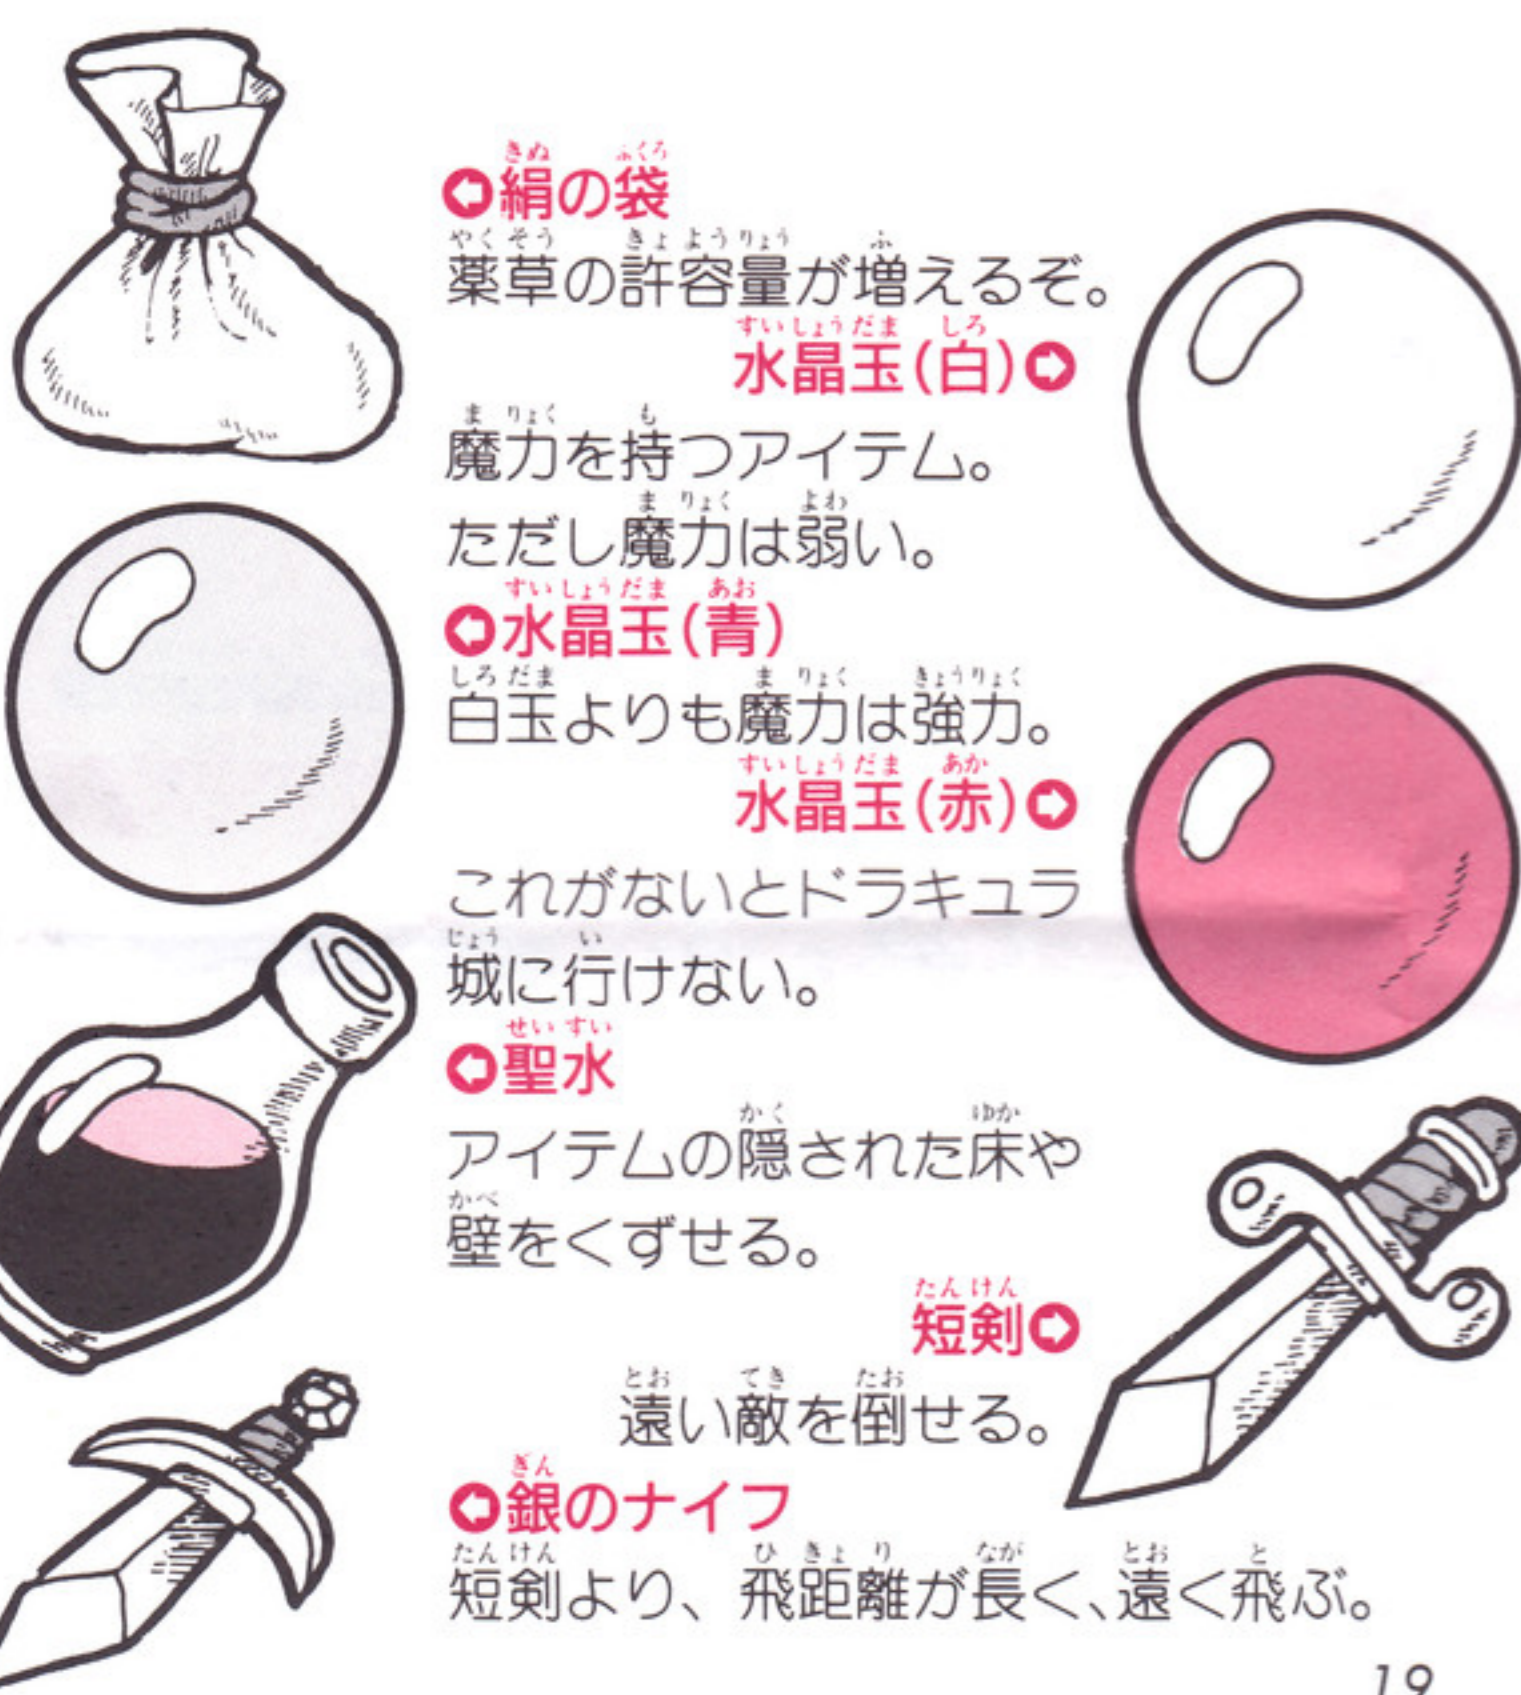 絹の袋
薬草の許容量が増えるぞ。
水晶玉(白)
魔力を持つアイテム。
ただし魔力は弱い。
水晶玉(青)
白玉よりも魔力は強力。
水晶玉(赤)
これがないとドラキュラ
城に行けない。
聖水
アイテムの隠された床や
壁をくずせる。
短剣
遠い敵を倒せる。
銀のナイフ
短剣より、飛距離が長く、遠く飛ぶ。
19